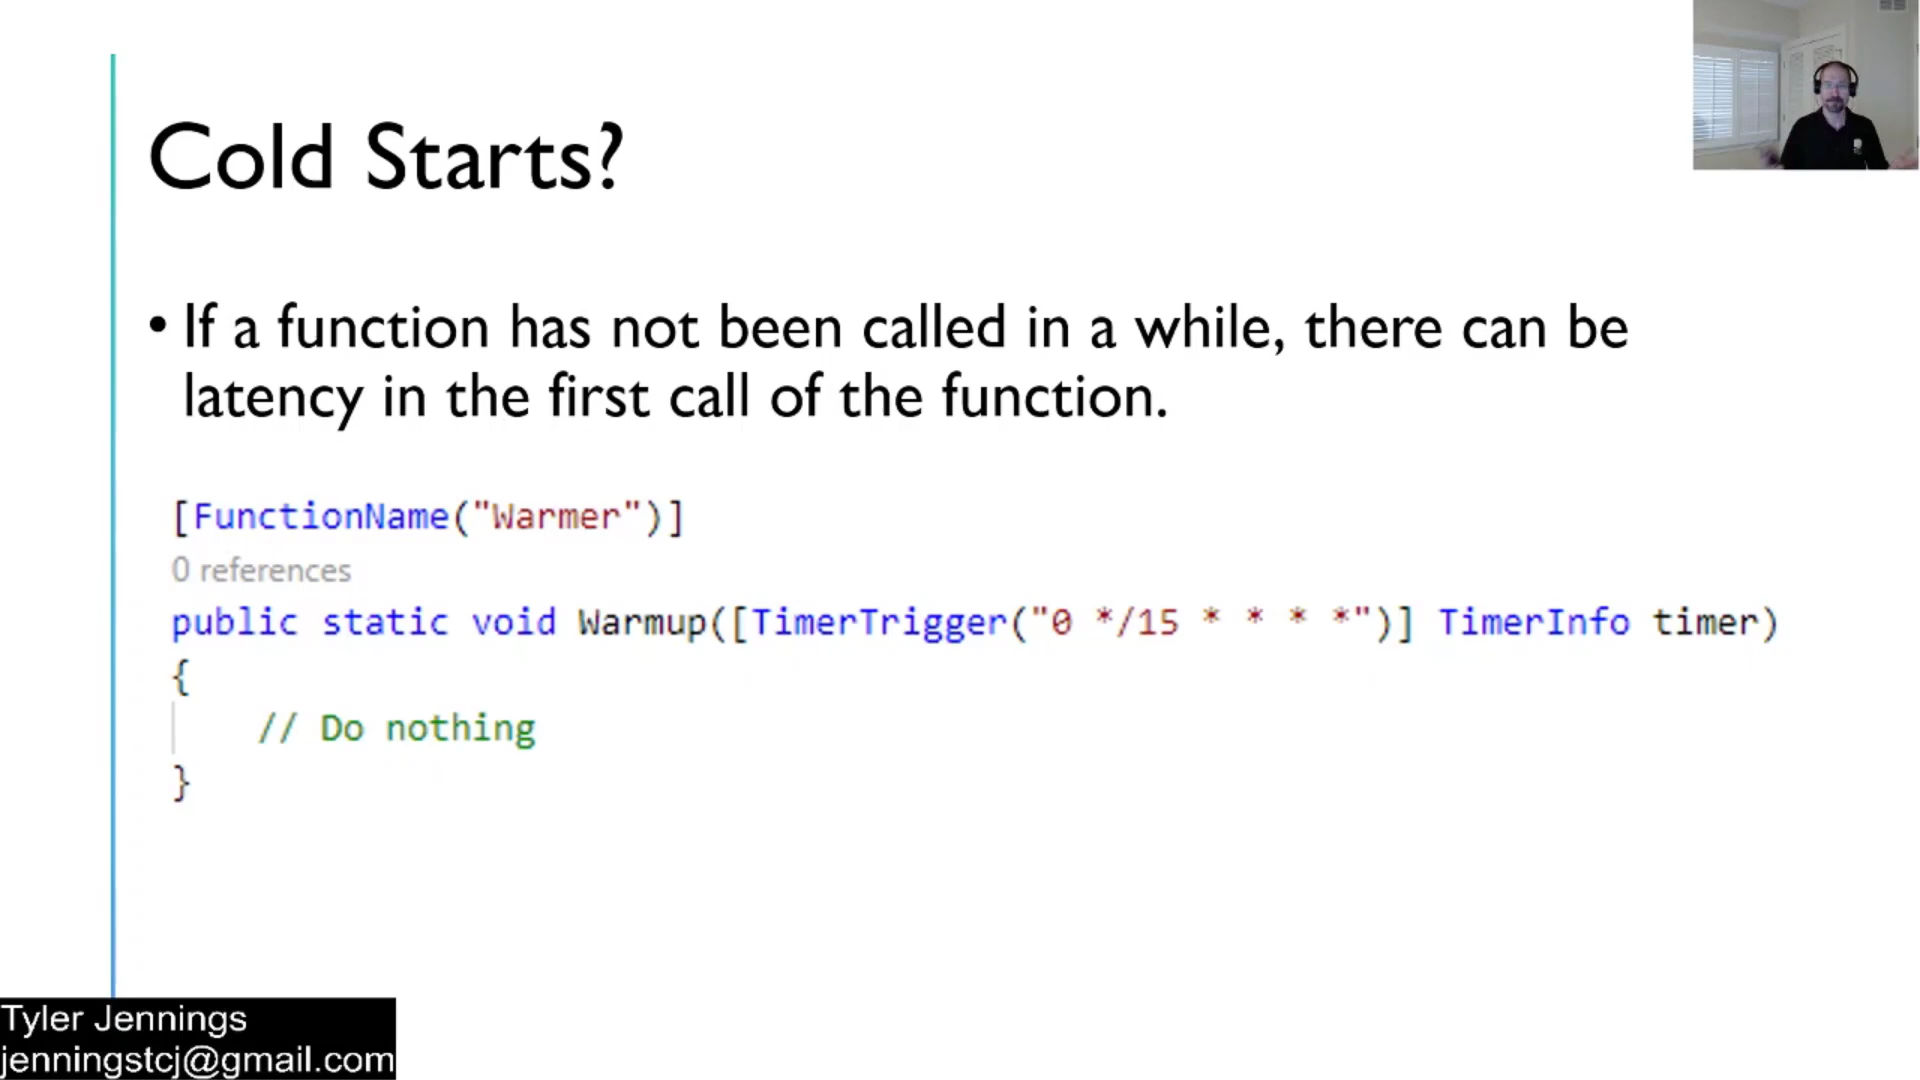 Cold Starts?
• If a function has not been called in a while, there can be
latency in the first call of the function.
[FunctionName("Warmer")]
0 references
public static void Warmup([TimerTrigger("0 */15 * * * *")] TimerInfo timer)
{
// Do nothing
}
Tyler Jennings
jenningstcj@gmail.com